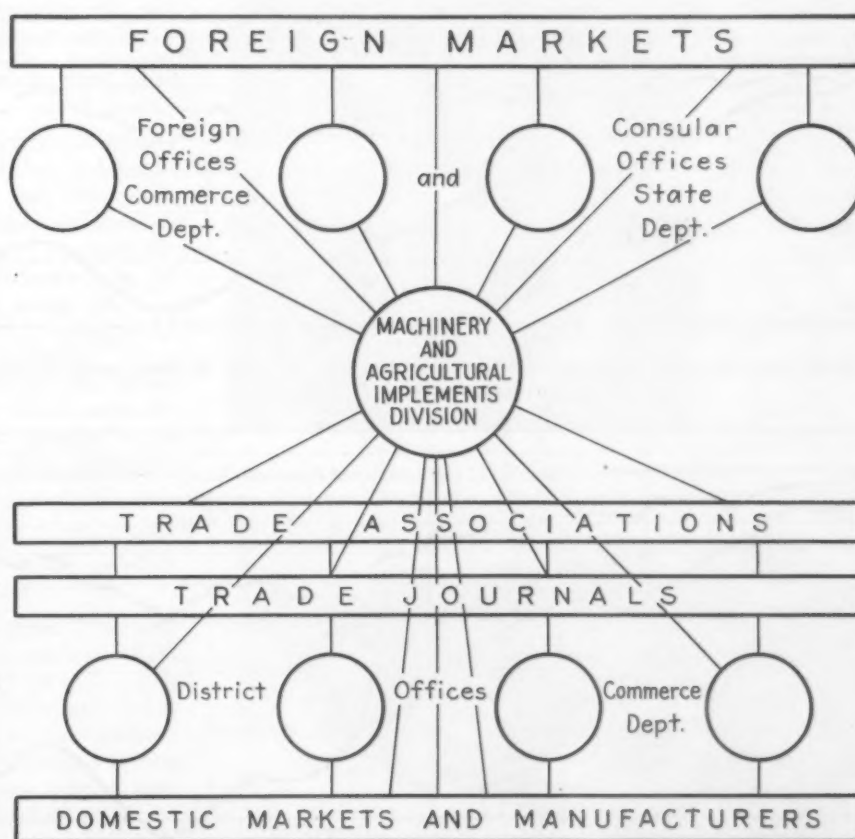 FOREIGN MARKETS
Foreign
Offices
Commerce
Dept.
and
Consular
Offices
State
Dept.
MACHINERY
AND
AGRICULTURAL
IMPLEMENTS
DIVISION
TRADE ASSOCIATIONS
TRADE JOURNALS
District Offices Commerce
Dept.
DOMESTIC MARKETS AND MANUFACTURERS